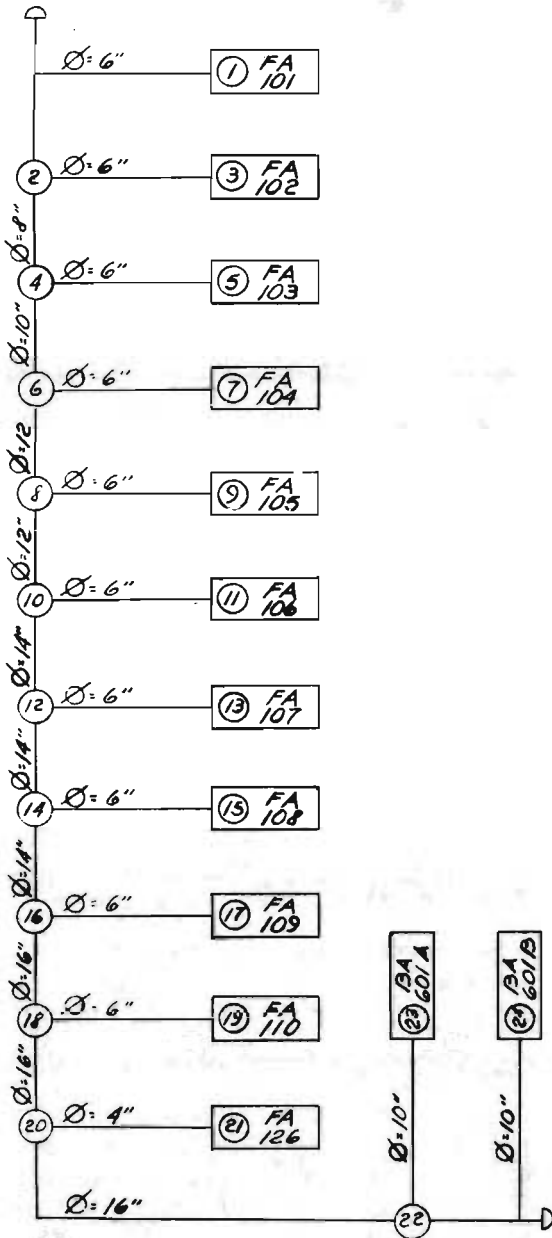 Ø=6"
1 FA
101
2
Ø=6"
3 FA
102
Ø=8"
4
Ø=6"
5 FA
103
Ø=10"
6
Ø=6"
7 FA
104
Ø=12
8
Ø=6"
9 FA
105
Ø=12"
10
Ø=6"
11 FA
106
Ø=14"
12
Ø=6"
13 FA
107
Ø=14"
14
Ø=6"
15 FA
108
Ø=14"
16
Ø=6"
17 FA
109
Ø=16"
18
Ø=6"
19 FA
110
Ø=16"
20
Ø=4"
21 FA
126
23 BA
601A
24 BA
601B
Ø=10"
Ø=10"
Ø=16"
22